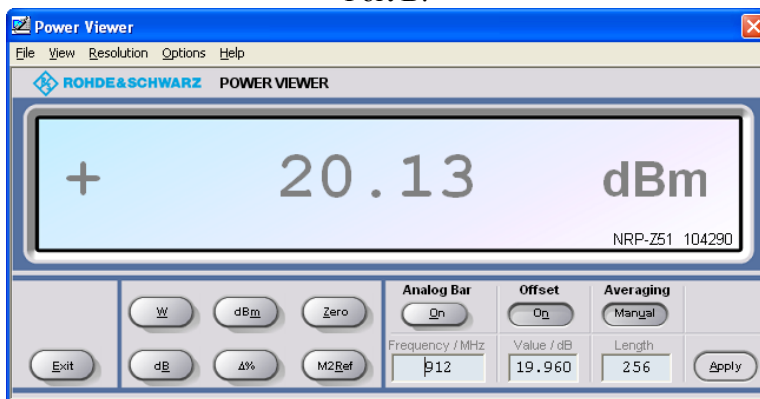 Power Viewer
File View Resolution Options Help
ROHDE&SCHWARZ POWER VIEWER
+ 20.13 dBm
NRP-Z51 104290
Analog Bar Offset Averaging
W dBm Zero On On Manual
Frequency / MHz Value / dB Length
Exit dB Δ% M2Ref 912 19.960 256 Apply